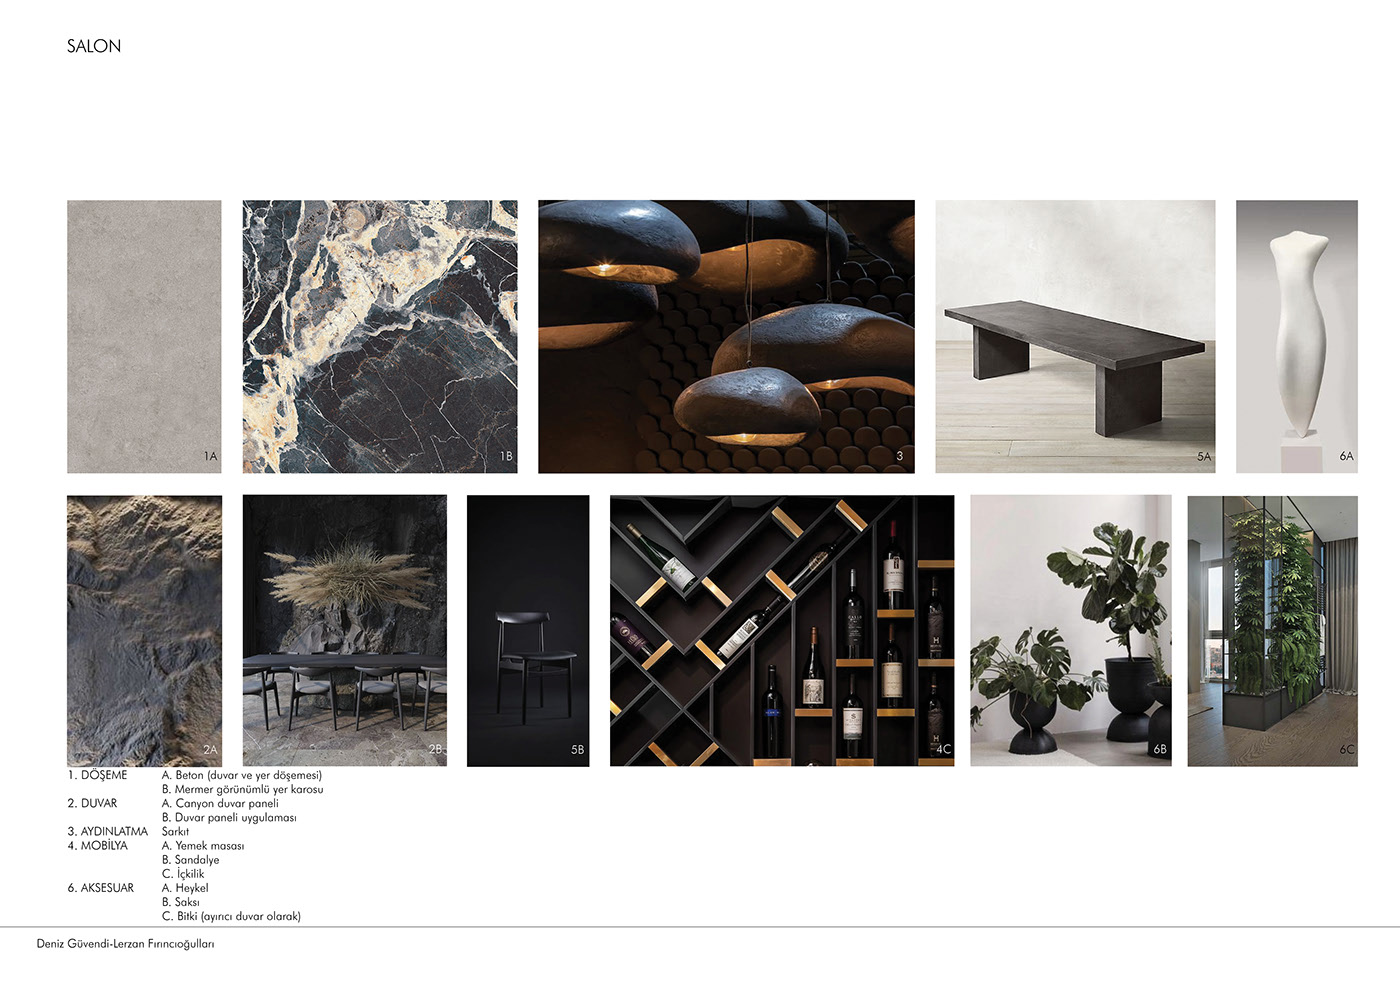 SALON
1A
1B
3
5A
6A
2A
2B
5B
4C
6B
6C
1. DÖŞEME A. Beton (duvar ve yer döşemesi)
B. Mermer görünümlü yer karosu
2. DUVAR A. Canyon duvar paneli
B. Duvar paneli uygulaması
3. AYDINLATMA Sarkıt
4. MOBİLYA A. Yemek masası
B. Sandalye
C. İçkilik
6. AKSESUAR A. Heykel
B. Saksı
C. Bitki (ayırıcı duvar olarak)
Deniz Güvendi-Lerzan Fırıncıoğulları